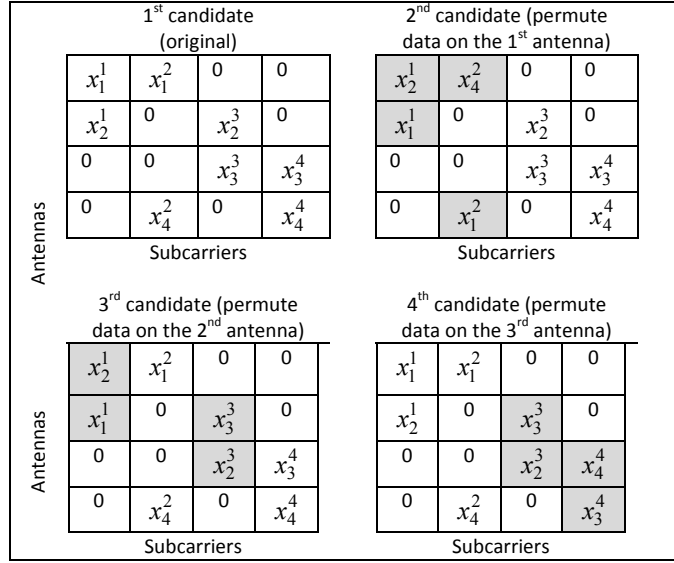 1st candidate
(original)
x_1^1 x_1^2 0 0
x_2^1 0 x_2^3 0
0 0 x_3^3 x_3^4
0 x_4^2 0 x_4^4
Subcarriers
2nd candidate (permute
data on the 1st antenna)
x_2^1 x_4^2 0 0
x_1^1 0 x_2^3 0
0 0 x_3^3 x_3^4
0 x_1^2 0 x_4^4
Subcarriers
Antennas
3rd candidate (permute
data on the 2nd antenna)
x_2^1 x_1^2 0 0
x_1^1 0 x_3^3 0
0 0 x_2^3 x_3^4
0 x_4^2 0 x_4^4
Subcarriers
4th candidate (permute
data on the 3rd antenna)
x_1^1 x_1^2 0 0
x_2^1 0 x_3^3 0
0 0 x_2^3 x_4^4
0 x_4^2 0 x_3^4
Subcarriers
Antennas